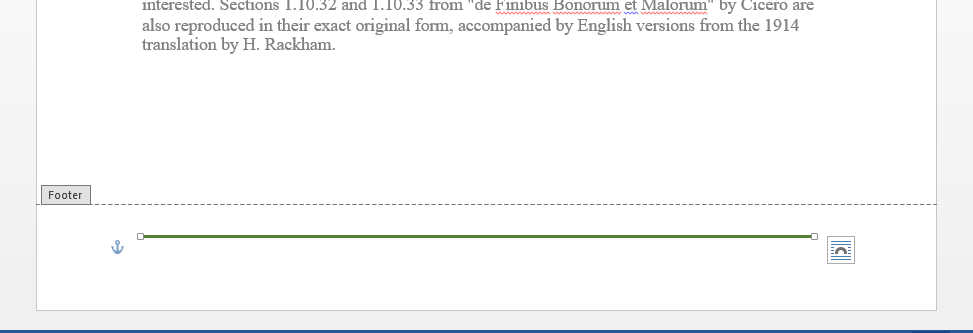 interested. Sections 1.10.32 and 1.10.33 from "de Finibus Bonorum et Malorum" by Cicero are
also reproduced in their exact original form, accompanied by English versions from the 1914
translation by H. Rackham.
Footer